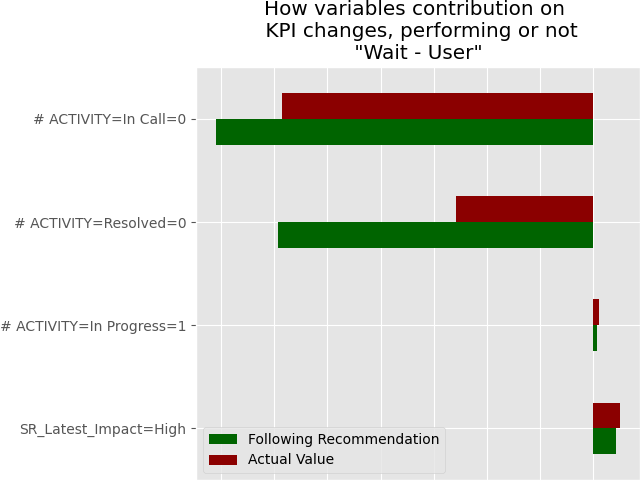 How variables contribution on
KPI changes, performing or not
"Wait - User"
# ACTIVITY=In Call=0
# ACTIVITY=Resolved=0
# ACTIVITY=In Progress=1
SR_Latest_Impact=High
Following Recommendation
Actual Value